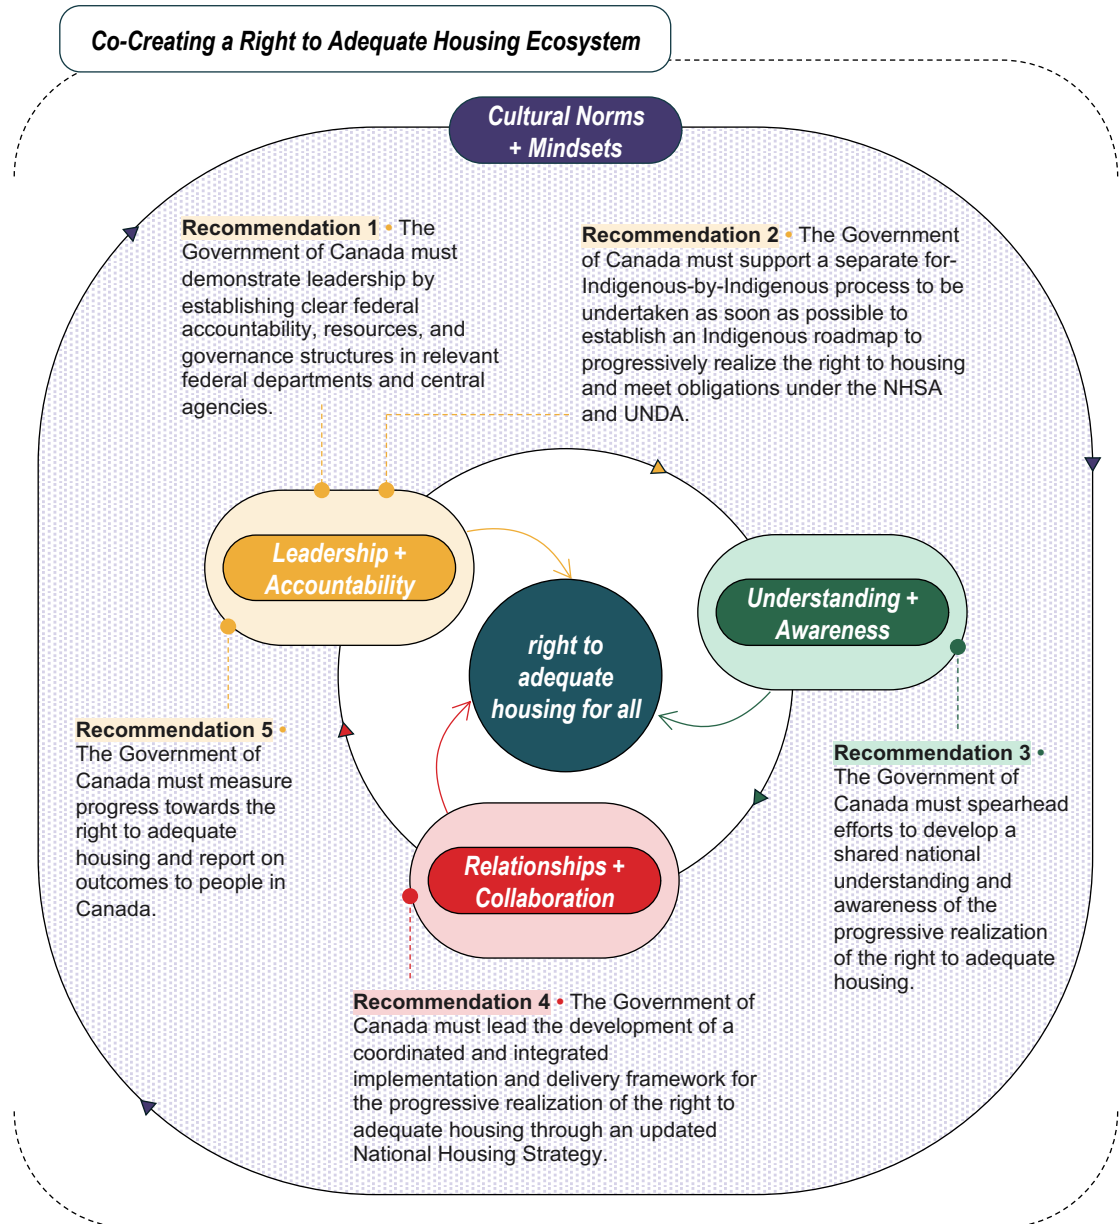 Co-Creating a Right to Adequate Housing Ecosystem
Cultural Norms
+ Mindsets
Recommendation 1 • The
Government of Canada must
demonstrate leadership by
establishing clear federal
accountability, resources, and
governance structures in relevant
federal departments and central
agencies.
Recommendation 2 • The Government
of Canada must support a separate for-
Indigenous-by-Indigenous process to be
undertaken as soon as possible to
establish an Indigenous roadmap to
progressively realize the right to housing
and meet obligations under the NHSA
and UNDA.
Leadership +
Accountability
Understanding +
Awareness
right to
adequate
housing for all
Recommendation 5 •
The Government of
Canada must measure
progress towards the
right to adequate
housing and report on
outcomes to people in
Canada.
Recommendation 3 •
The Government of
Canada must spearhead
efforts to develop a
shared national
understanding and
awareness of the
progressive realization
of the right to adequate
housing.
Relationships +
Collaboration
Recommendation 4 • The Government of
Canada must lead the development of a
coordinated and integrated
implementation and delivery framework for
the progressive realization of the right to
adequate housing through an updated
National Housing Strategy.